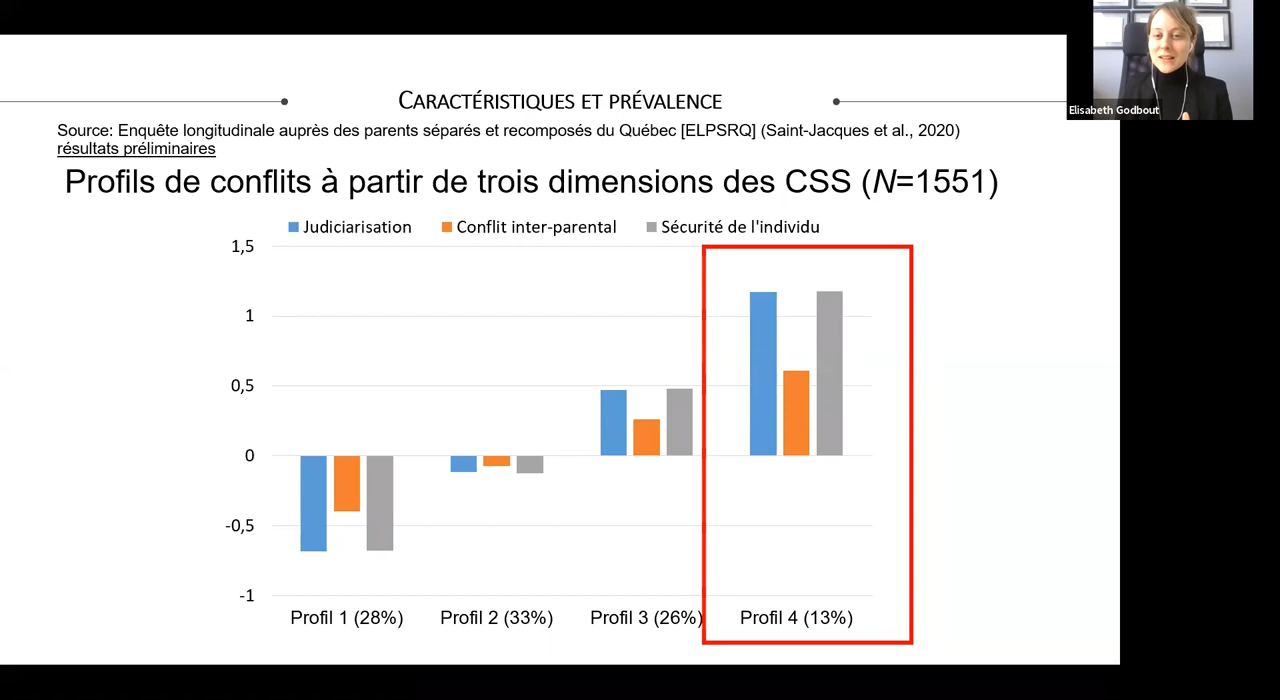 CARACTÉRISTIQUES ET PRÉVALENCE
Elisabeth Godbout
Source: Enquête longitudinale auprès des parents séparés et recomposés du Québec [ELPSRQ] (Saint-Jacques et al., 2020)
résultats préliminaires
Profils de conflits à partir de trois dimensions des CSS (N=1551)
Judiciarisation Conflit inter-parental Sécurité de l'individu
1,5
1
0,5
0
-0,5
-1
Profil 1 (28%) Profil 2 (33%) Profil 3 (26%) Profil 4 (13%)